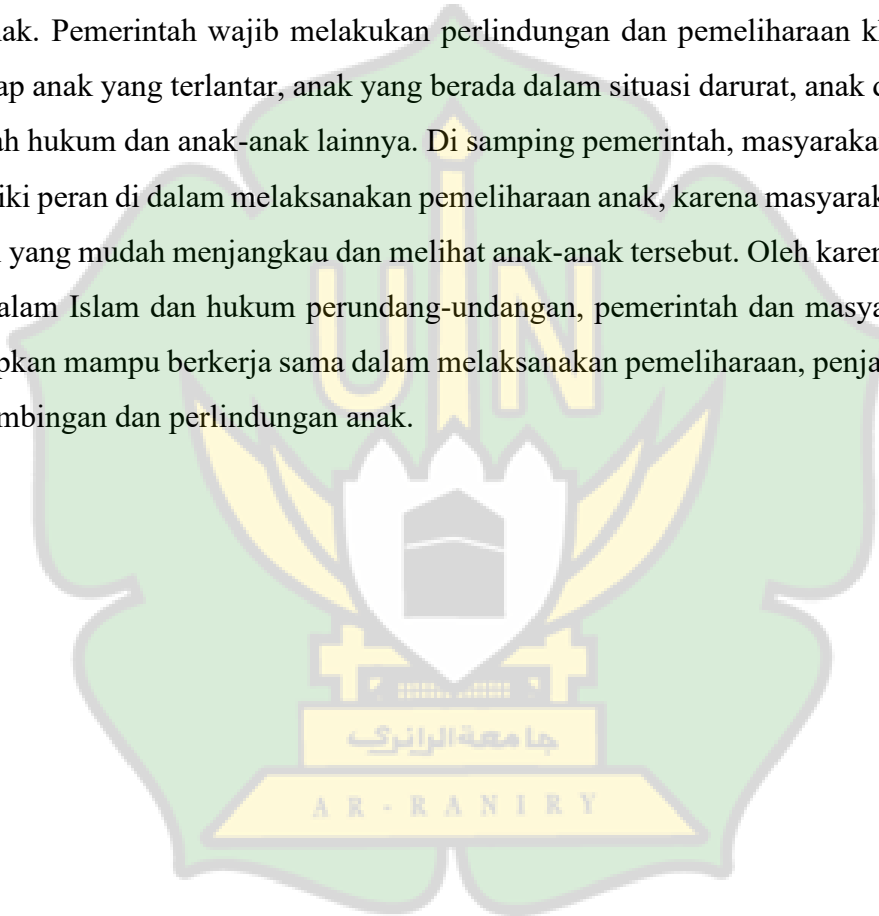 nak. Pemerintah wajib melakukan perlindungan dan pemeliharaan k
ap anak yang terlantar, anak yang berada dalam situasi darurat, anak
ah hukum dan anak-anak lainnya. Di samping pemerintah, masyaraka
iki peran di dalam melaksanakan pemeliharaan anak, karena masyarak
yang mudah menjangkau dan melihat anak-anak tersebut. Oleh karen
alam Islam dan hukum perundang-undangan, pemerintah dan masya
pkan mampu berkerja sama dalam melaksanakan pemeliharaan, penja
mbingan dan perlindungan anak.
UIN
جامعة الرانري
AR-RANIRY